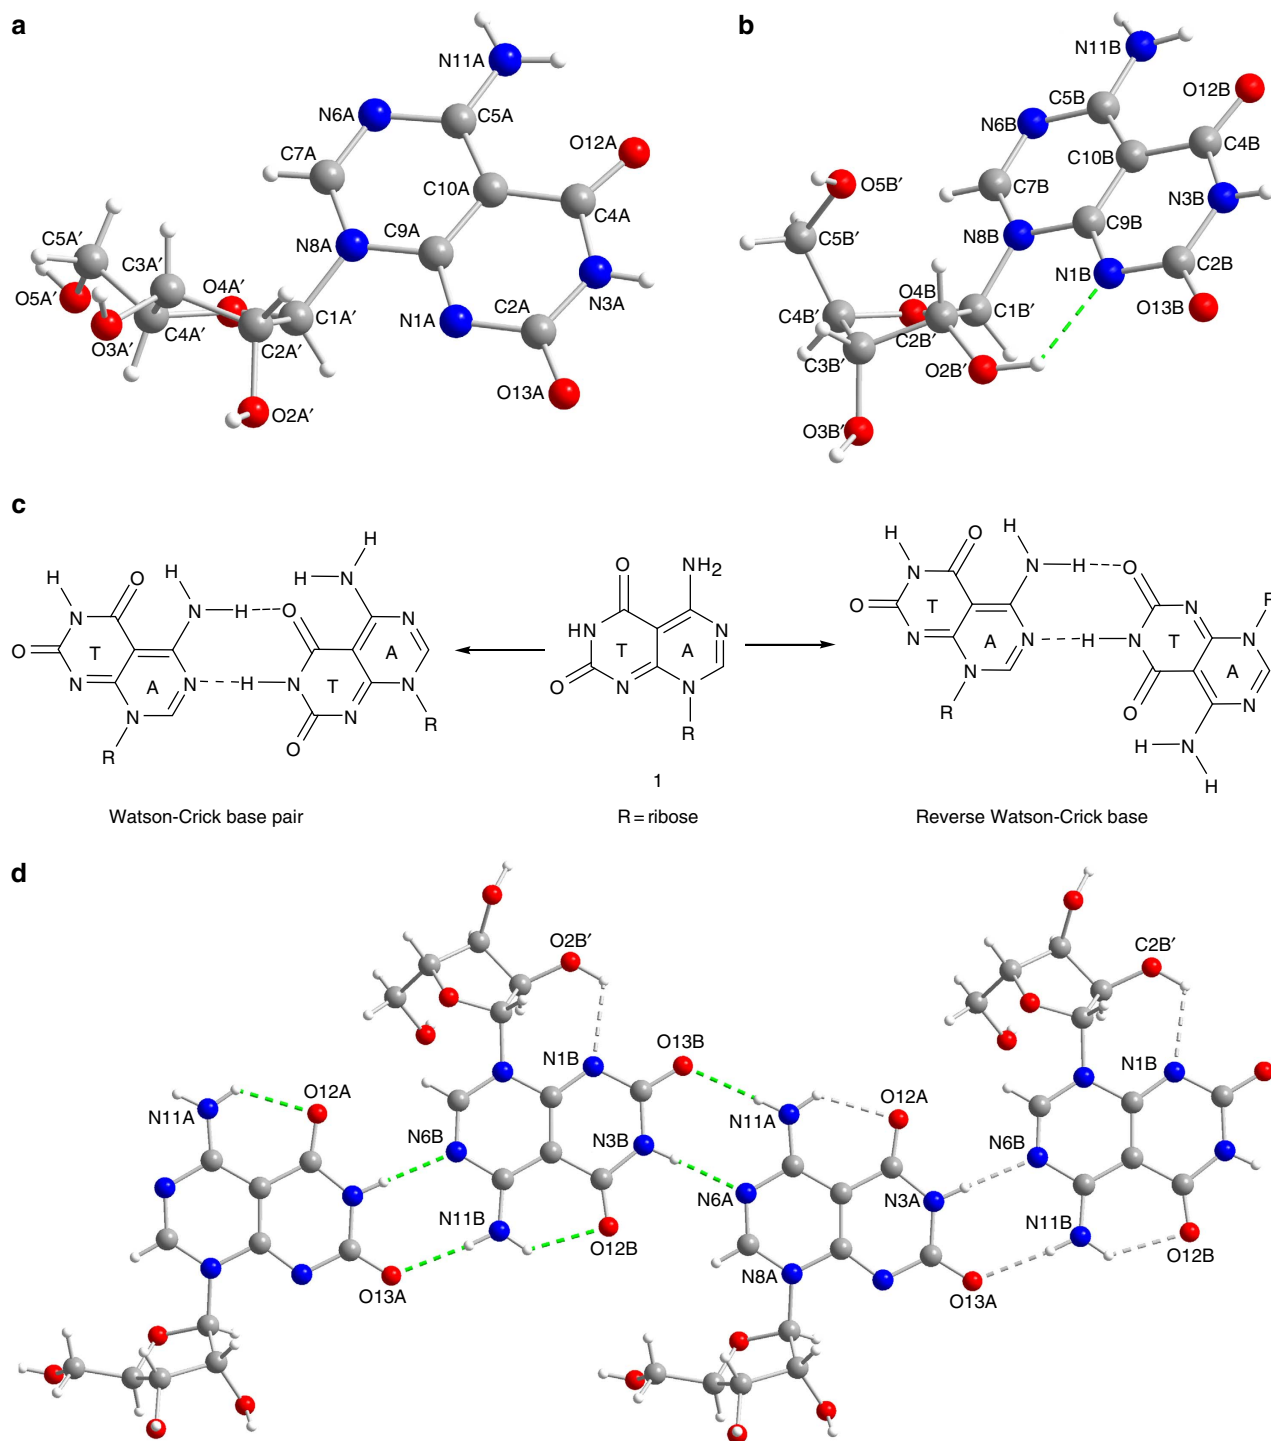 a
N11A
N6A
C5A
O12A
C7A
C10A
C4A
C9A
N8A
C5A′
C3A′
O4A′
N3A
C2A
O5A′
N1A
C1A′
O3A′
C4A′
C2A′
O13A
O2A′
b
N11B
O12B
C5B
N6B
C4B
C10B
C7B
O5B′
N3B
C9B
N8B
C5B′
C2B
N1B
O4B
O13B
C4B′
C1B′
C2B′
C3B′
O2B′
O3B′
c
H H O N H O H N H N T A N N R
H N H O N T A H N N O N R
Watson-Crick base pair
O NH2 HN T A N O N N R
1
R = ribose
H O H N N H O T A N N R
O N R H N T N O A N N H H
Reverse Watson-Crick base
d
O2B′
C2B′
N1B
O13B
N1B
O12A
O12A
N11A
N11A
N6B
N3B
N6B
N6A
N3A
N11B
N11B
O12B
O12B
N8A
O13A
O13A